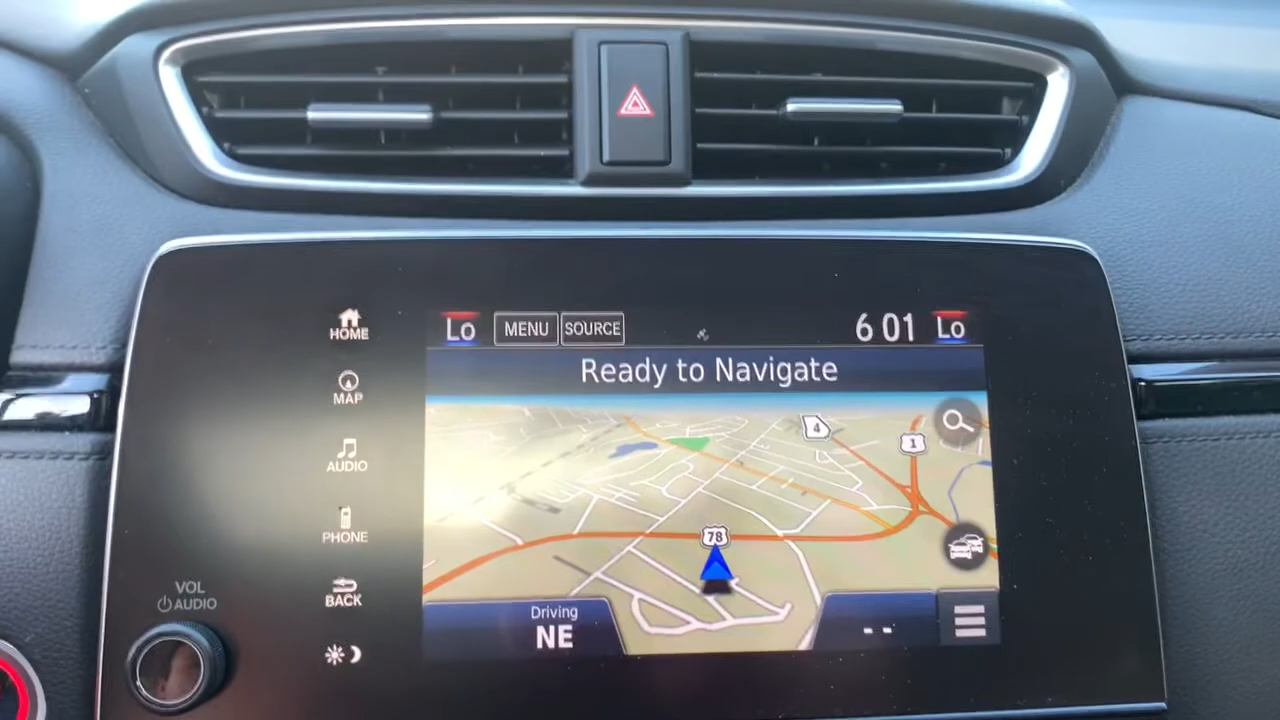 HOME
MAP
AUDIO
PHONE
BACK
VOL
AUDIO
Lo
MENU
SOURCE
6 01
Lo
Ready to Navigate
4
1
78
Driving
NE
--